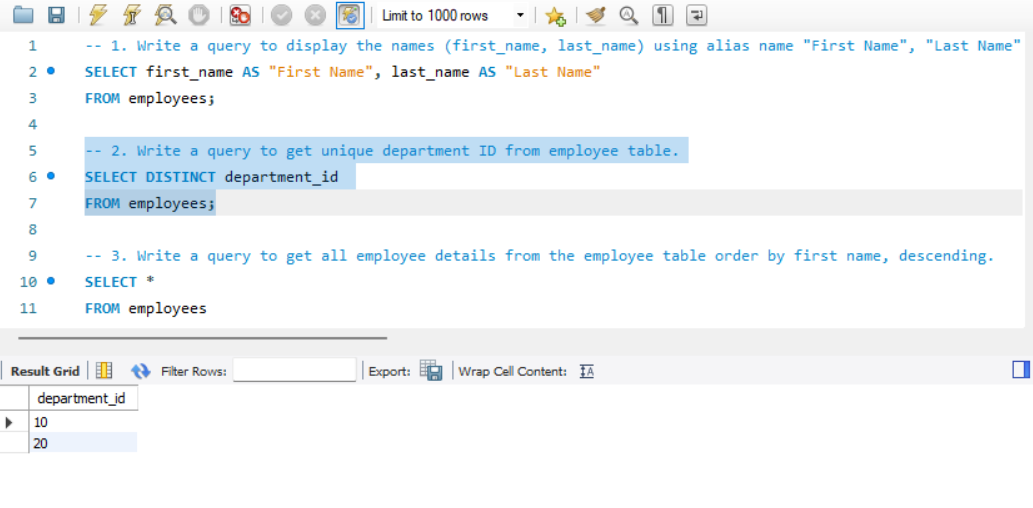 Limit to 1000 rows
1 -- 1. Write a query to display the names (first_name, last_name) using alias name "First Name", "Last Name"
2 SELECT first_name AS "First Name", last_name AS "Last Name"
3 FROM employees;
4
5 -- 2. Write a query to get unique department ID from employee table.
6 SELECT DISTINCT department_id
7 FROM employees;
8
9 -- 3. Write a query to get all employee details from the employee table order by first name, descending.
10 SELECT *
11 FROM employees
Result Grid Filter Rows: Export: Wrap Cell Content: IA
department_id
10
20